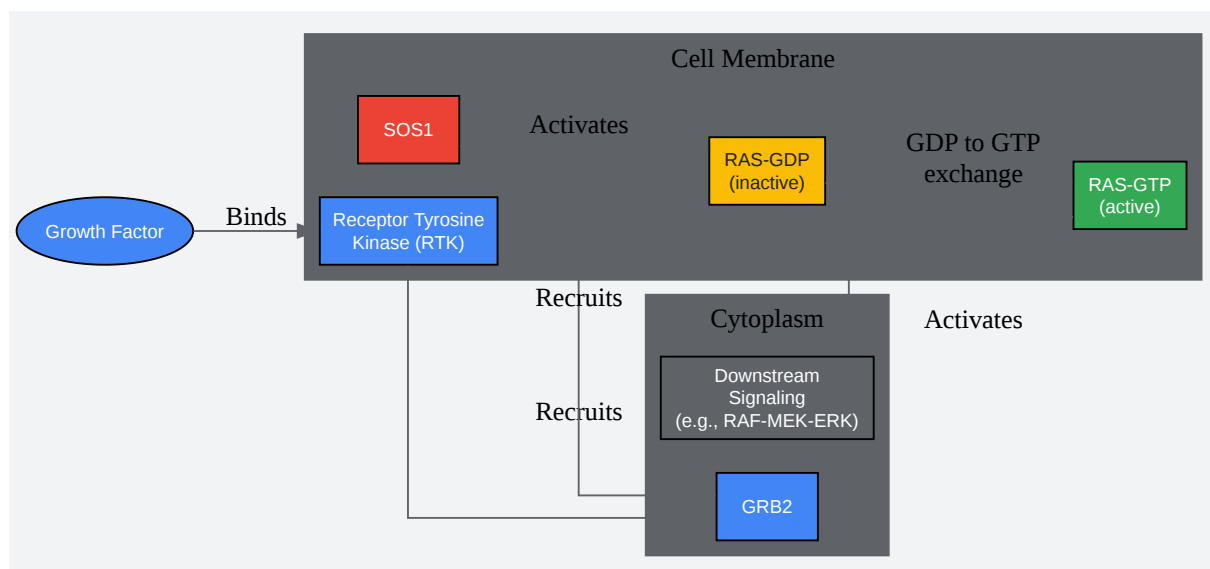 Cell Membrane
SOS1
Activates
RAS-GDP
(inactive)
GDP to GTP
exchange
RAS-GTP
(active)
Growth Factor
Binds
Receptor Tyrosine
Kinase (RTK)
Recruits
Cytoplasm
Activates
Downstream
Signaling
(e.g., RAF-MEK-ERK)
Recruits
GRB2